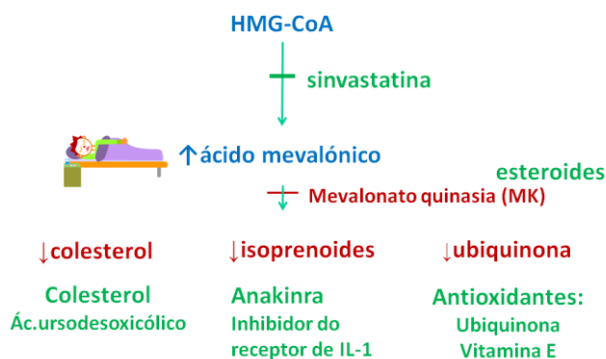 HMG-CoA
sinvastatina
↑ácido mevalónico
esteroides
Mevalonato quinasia (MK)
↓colesterol
↓isoprenoides
↓ubiquinona
Colesterol
Ác.ursodesoxicólico
Anakinra
Inibidor do
receptor de IL-1
Antioxidantes:
Ubiquinona
Vitamina E